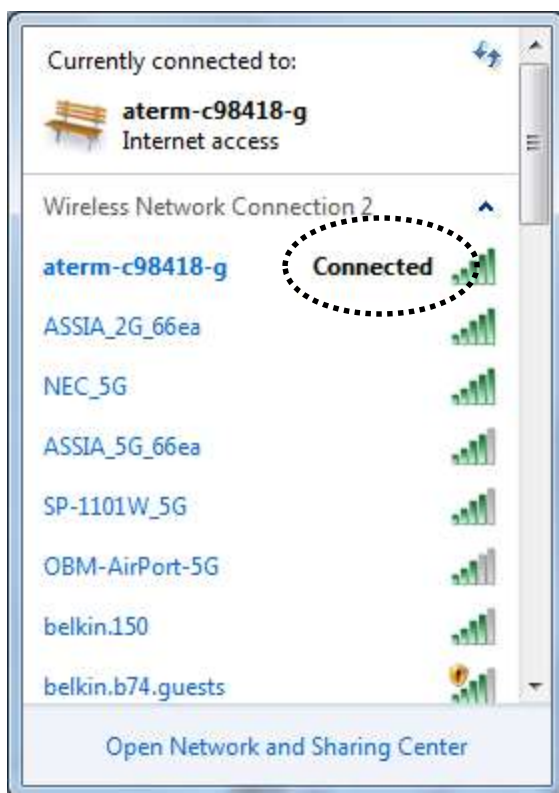 Currently connected to:
aterm-c98418-g
Internet access
Wireless Network Connection 2
aterm-c98418-g Connected
ASSIA_2G_66ea
NEC_5G
ASSIA_5G_66ea
SP-1101W_5G
OBM-AirPort-5G
belkin.150
belkin.b74.guests
Open Network and Sharing Center